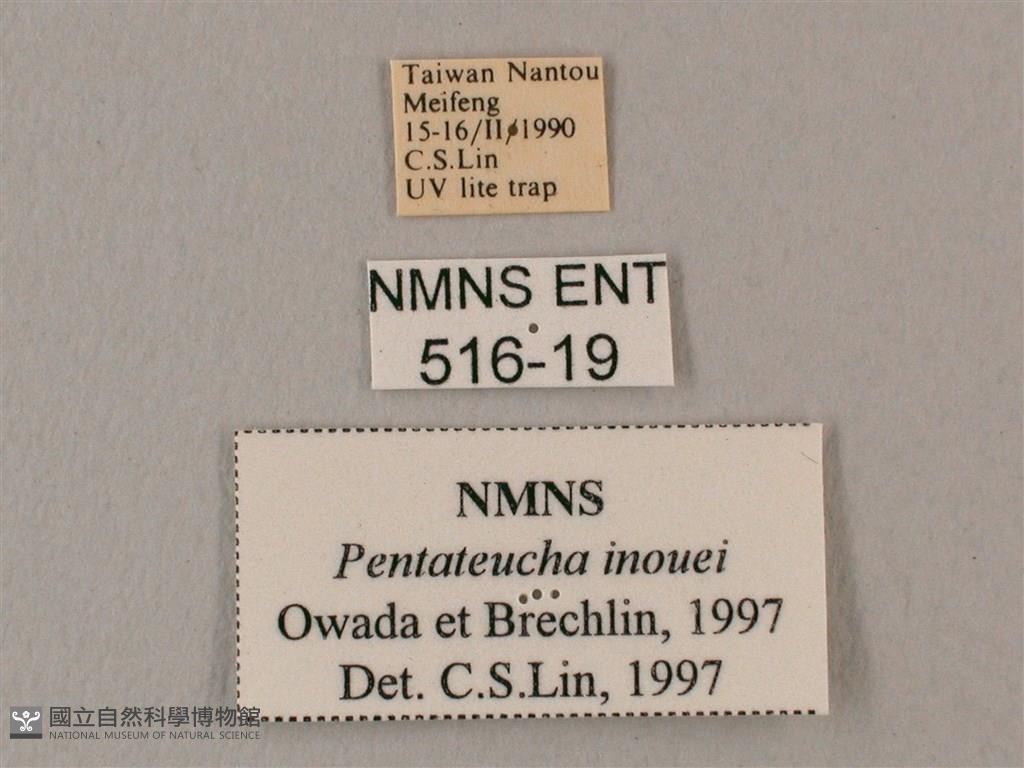 Taiwan Nantou
Meifeng
15-16/II/1990
C.S.Lin
UV lite trap
NMNS ENT
516-19
NMNS
Pentateucha inouei
Owada et Brechlin, 1997
Det. C.S.Lin, 1997
國立自然科學博物館
NATIONAL MUSEUM OF NATURAL SCIENCE